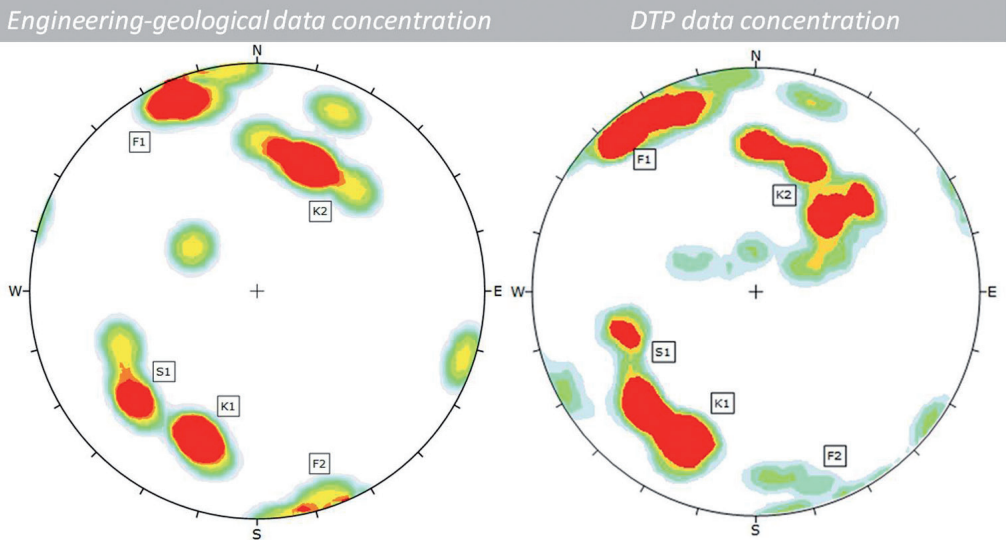 Engineering-geological data concentration
DTP data concentration
N
F1
K2
W
E
S1
K1
F2
S
N
F1
K2
W
E
S1
K1
F2
S